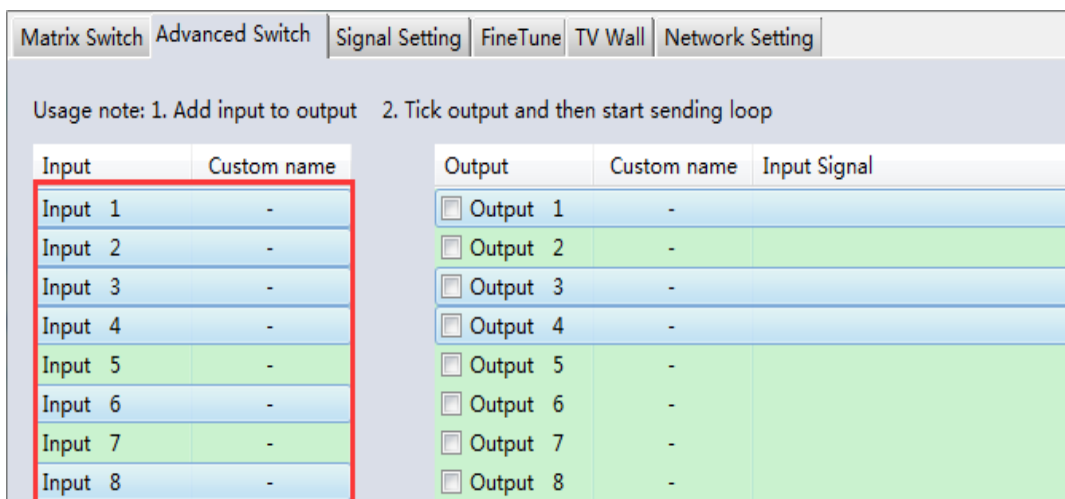 Matrix Switch Advanced Switch Signal Setting FineTune TV Wall Network Setting
Usage note: 1. Add input to output 2. Tick output and then start sending loop
Input Custom name Output Custom name Input Signal
Input 1 - Output 1 -
Input 2 - Output 2 -
Input 3 - Output 3 -
Input 4 - Output 4 -
Input 5 - Output 5 -
Input 6 - Output 6 -
Input 7 - Output 7 -
Input 8 - Output 8 -